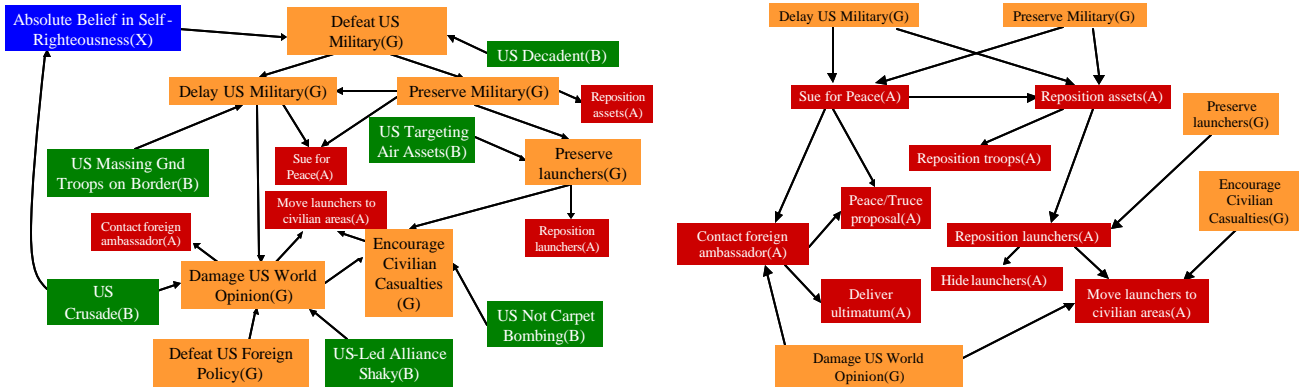 Absolute Belief in Self -
Righteousness(X)
Defeat US
Military(G)
US Decadent(B)
Delay US Military(G)
Preserve Military(G)
Reposition
assets(A)
US Targeting
Air Assets(B)
US Massing Gnd
Troops on Border(B)
Sue for
Peace(A)
Preserve
launchers(G)
Move launchers to
civilian areas(A)
Contact foreign
ambassador(A)
Encourage
Civilian
Casualties
(G)
Reposition
launchers(A)
Damage US World
Opinion(G)
US
Crusade(B)
US Not Carpet
Bombing(B)
Defeat US Foreign
Policy(G)
US-Led Alliance
Shaky(B)
Delay US Military(G)
Preserve Military(G)
Sue for Peace(A)
Reposition assets(A)
Preserve
launchers(G)
Reposition troops(A)
Encourage
Civilian
Casualties(G)
Peace/Truce
proposal(A)
Contact foreign
ambassador(A)
Reposition launchers(A)
Hide launchers(A)
Deliver
ultimatum(A)
Move launchers to
civilian areas(A)
Damage US World
Opinion(G)